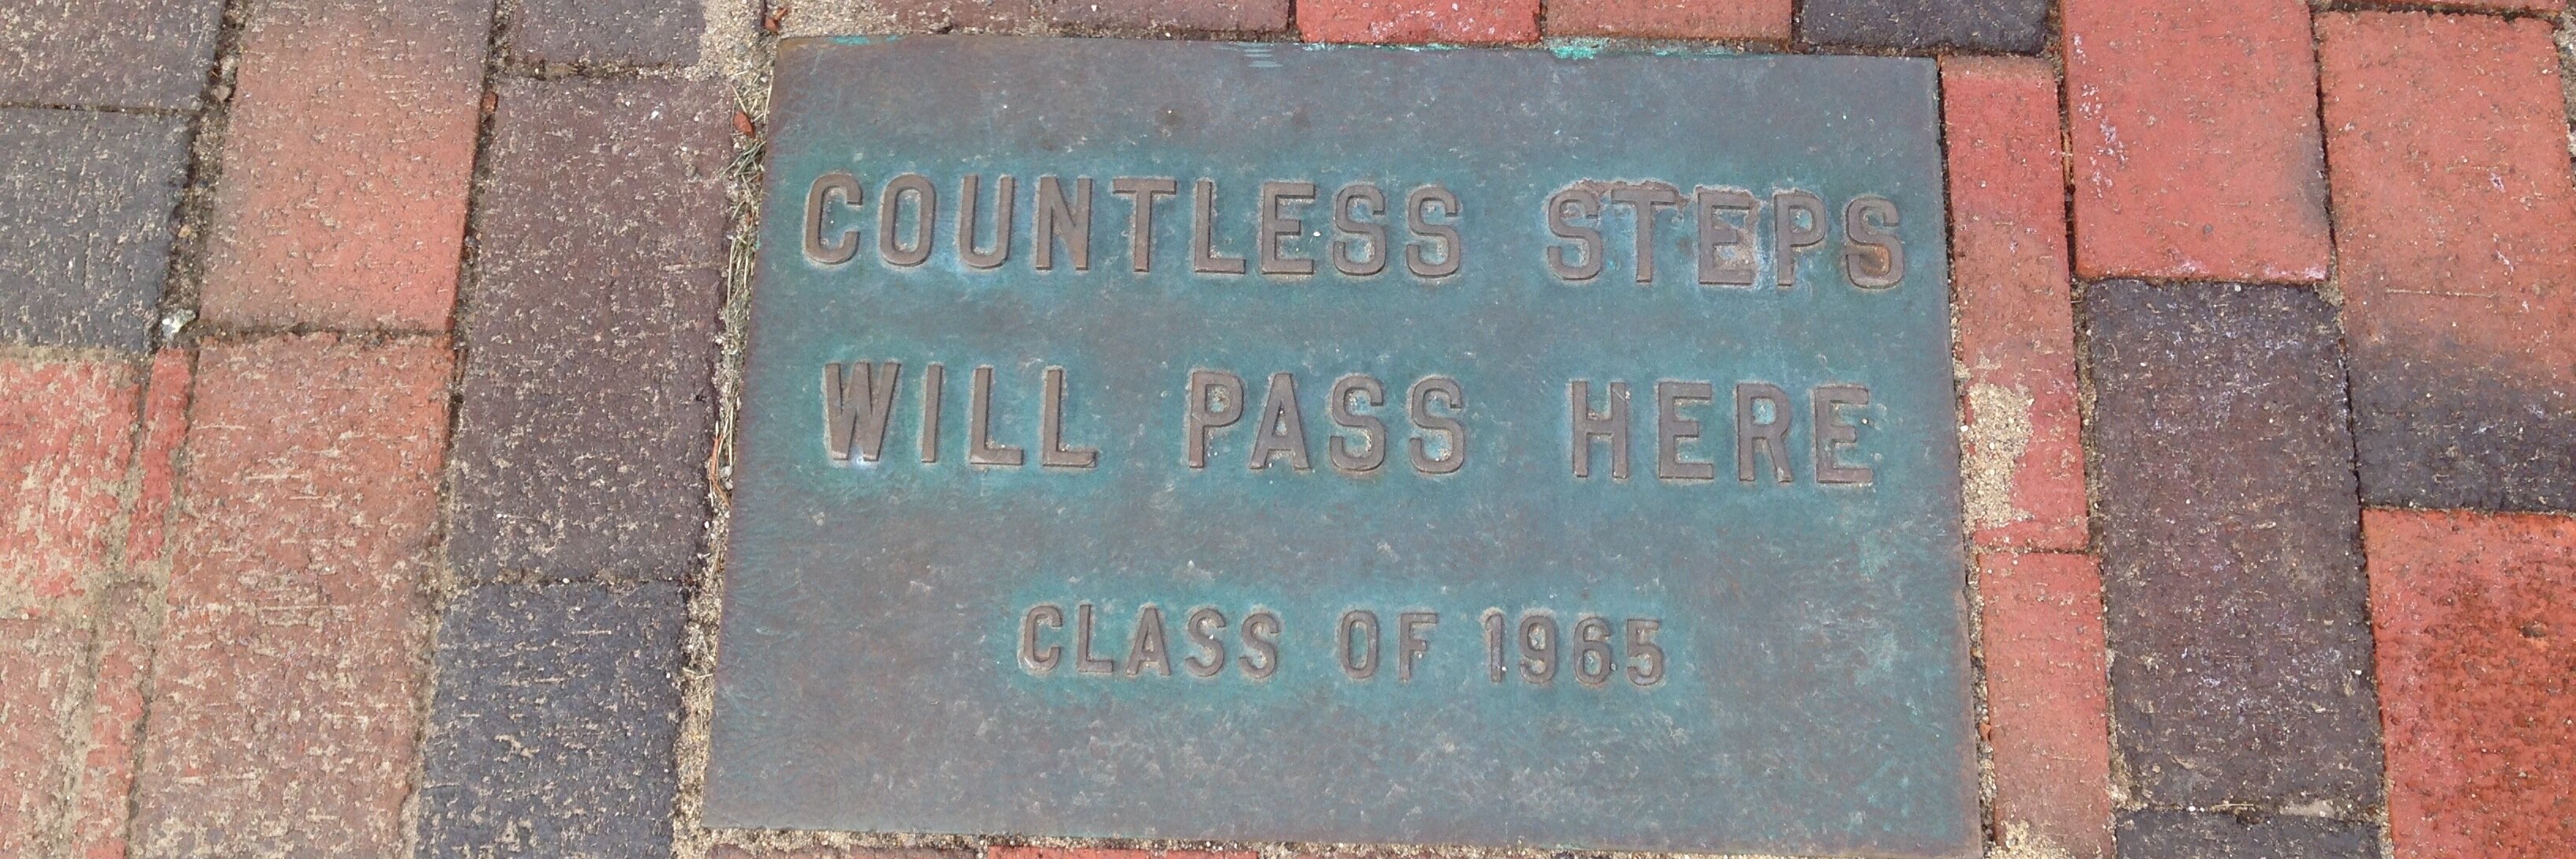 COUNTLESS STEPS
WILL PASS HERE
CLASS OF 1965